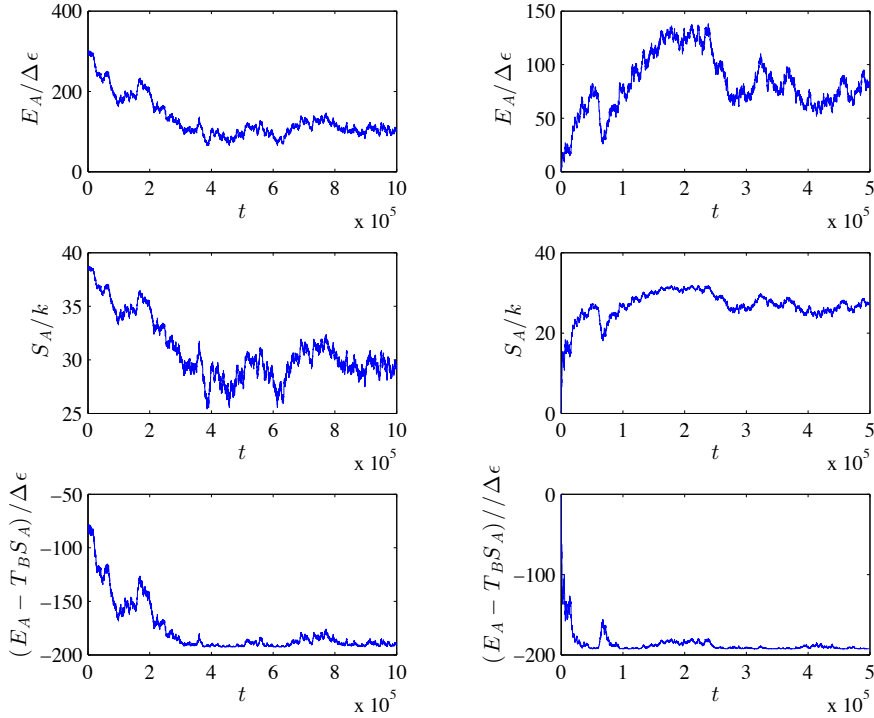 400
200
0
E_A/Δϵ
0 2 4 6 8 10
t
x 10^5
150
100
50
0
E_A/Δϵ
0 1 2 3 4 5
t
x 10^5
40
35
30
25
S_A/k
0 2 4 6 8 10
t
x 10^5
40
20
0
S_A/k
0 1 2 3 4 5
t
x 10^5
−50
−100
−150
−200
(E_A − T_B S_A)/Δϵ
0 2 4 6 8 10
t
x 10^5
0
−100
−200
(E_A − T_B S_A)//Δϵ
0 1 2 3 4 5
t
x 10^5